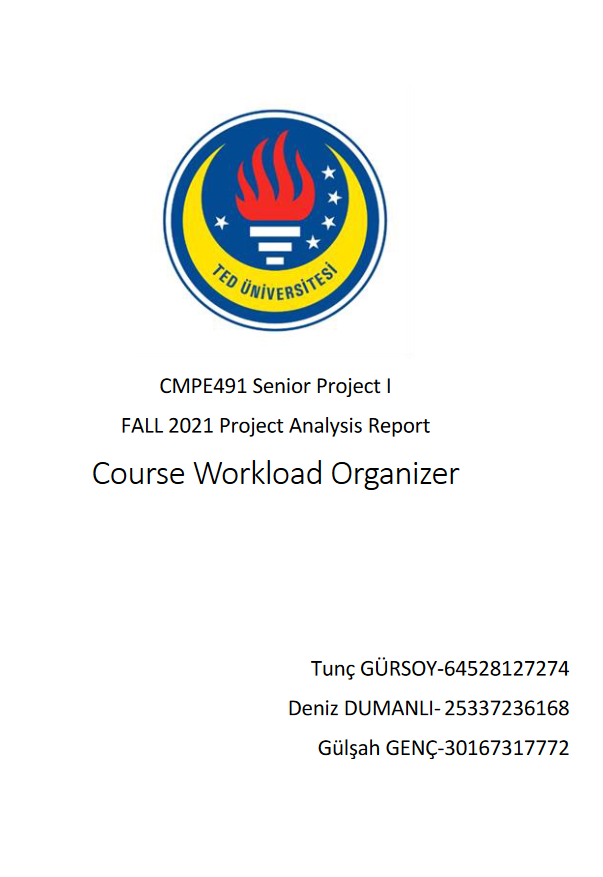 TED ÜNİVERSİTESİ
CMPE491 Senior Project I
FALL 2021 Project Analysis Report
Course Workload Organizer
Tunç GÜRSOY-64528127274
Deniz DUMANLI- 25337236168
Gülşah GENÇ-30167317772